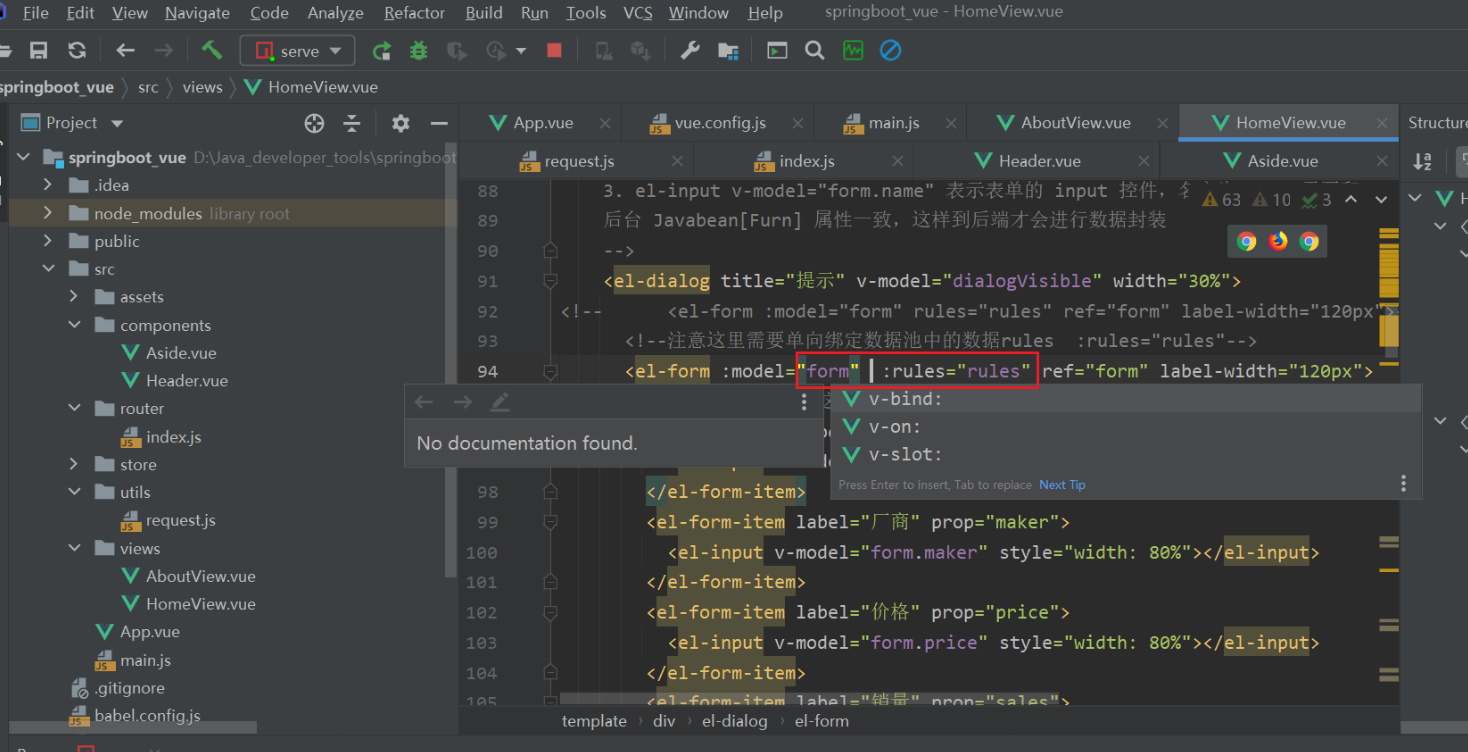 File Edit View Navigate Code Analyze Refactor Build Run Tools VCS Window Help springboot_vue - HomeView.vue
serve
springboot_vue src views HomeView.vue
Project
springboot_vue D:\Java_developer_tools\springboot
.idea
node_modules library root
public
src
assets
components
Aside.vue
Header.vue
router
index.js
store
utils
request.js
views
AboutView.vue
HomeView.vue
App.vue
main.js
.gitignore
babel.config.js
App.vue vue.config.js main.js AboutView.vue HomeView.vue
request.js index.js Header.vue Aside.vue
Structure
63 10 3
88 3. el-input v-model="form.name" 表示表单的 input 控件,
89 后台 Javabean[Furn] 属性一致，这样到后端才会进行数据封装
90 -->
91 <el-dialog title="提示" v-model="dialogVisible" width="30%">
92 <!-- <el-form :model="form" rules="rules" ref="form" label-width="120px">
93 <!--注意这里需要单向绑定数据池中的数据rules :rules="rules"-->
94 <el-form :model="form" :rules="rules" ref="form" label-width="120px">
No documentation found.
v-bind:
v-on:
v-slot:
Press Enter to insert, Tab to replace Next Tip
98 </el-form-item>
99 <el-form-item label="厂商" prop="maker">
100 <el-input v-model="form.maker" style="width: 80%"></el-input>
101 </el-form-item>
102 <el-form-item label="价格" prop="price">
103 <el-input v-model="form.price" style="width: 80%"></el-input>
104 </el-form-item>
105 <el-form-item label="销量" prop="sales">
template div el-dialog el-form